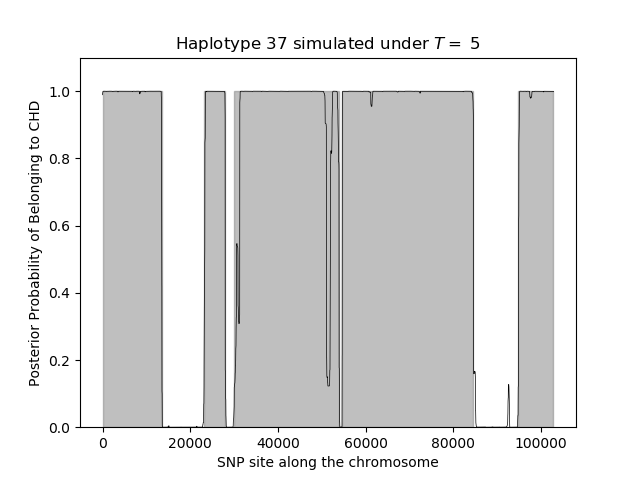 Haplotype 37 simulated under T = 5
Posterior Probability of Belonging to CHD
1.0
0.8
0.6
0.4
0.2
0.0
0 20000 40000 60000 80000 100000
SNP site along the chromosome